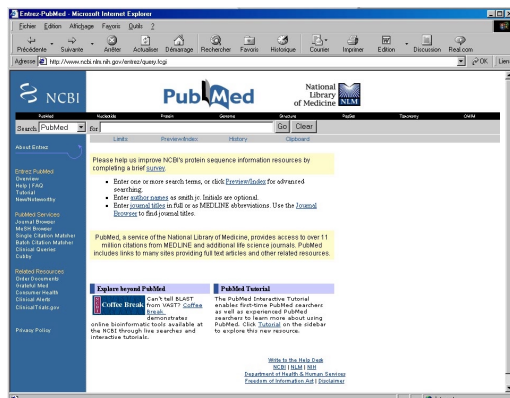 Entrez-PubMed - Microsoft Internet Explorer
Fichier Edition Affichage Favoris Outils ?
Précédente Suivante Arrêter Actualiser Démarrage Rechercher Favoris Historique Courrier Imprimer Edition Discussion Real.com
Adresse http://www.ncbi.nlm.nih.gov/entrez/query.fcgi OK Liens
NCBI
PubMed
National
Library
of Medicine
NLM
PubMed Nucleotide Protein Genome Structure PopSet Taxonomy OMIM
Search PubMed for Go Clear
Limits Preview/Index History Clipboard
About Entrez
Entrez PubMed
Overview
Help | FAQ
Tutorial
New/Noteworthy
PubMed Services
Journal Browser
MeSH Browser
Single Citation Matcher
Batch Citation Matcher
Clinical Queries
Cubby
Related Resources
Order Documents
Grateful Med
Consumer Health
Clinical Alerts
ClinicalTrials.gov
Privacy Policy
Please help us improve NCBI's protein sequence information resources by
completing a brief survey.
• Enter one or more search terms, or click Preview/Index for advanced
searching.
• Enter author names as smith jc. Initials are optional.
• Enter journal titles in full or as MEDLINE abbreviations. Use the Journal
Browser to find journal titles.
PubMed, a service of the National Library of Medicine, provides access to over 11
million citations from MEDLINE and additional life science journals. PubMed
includes links to many sites providing full text articles and other related resources.
Explore beyond PubMed
Coffee Break
Can't tell BLAST
from VAST? Coffee
Break
demonstrates
online bioinformatic tools available at
the NCBI through live searches and
interactive tutorials.
PubMed Tutorial
The PubMed Interactive Tutorial
enables first-time PubMed searchers
as well as experienced PubMed
searchers to learn more about using
PubMed. Click Tutorial on the sidebar
to explore this new resource.
Write to the Help Desk
NCBI | NLM | NIH
Department of Health & Human Services
Freedom of Information Act | Disclaimer